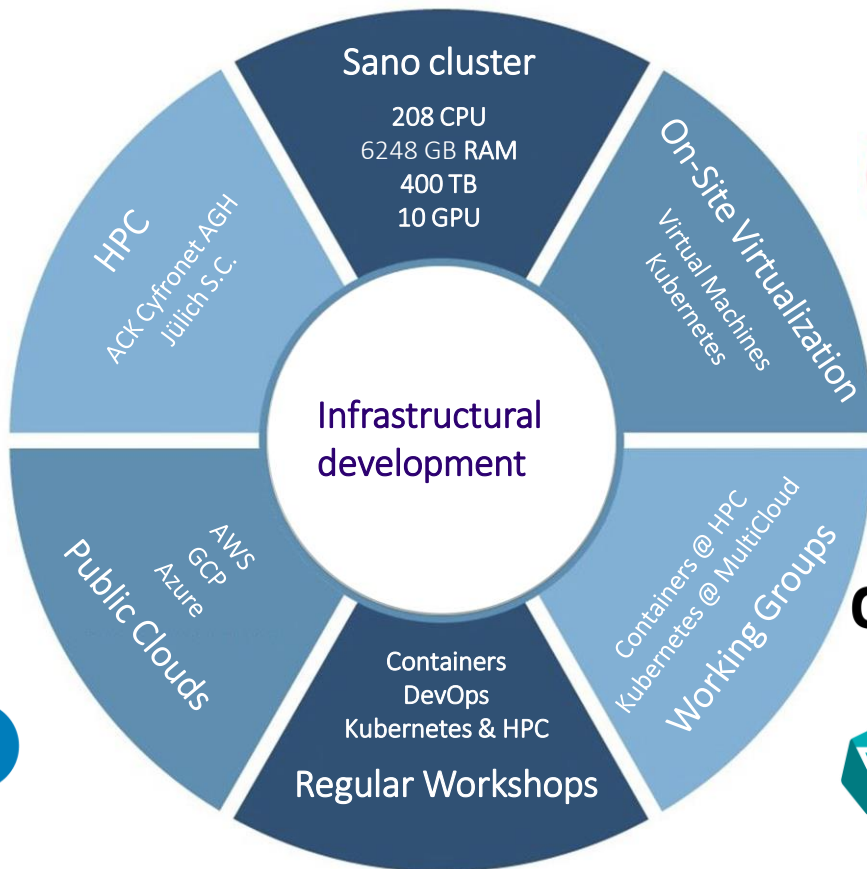 Sano cluster
208 CPU
6248 GB RAM
400 TB
10 GPU
On-Site Virtualization
Virtual Machines
Kubernetes
Containers @ HPC
Kubernetes @ MultiCloud
Working Groups
Containers
DevOps
Kubernetes & HPC
Regular Workshops
AWS
GCP
Azure
Public Clouds
HPC
ACK Cyfronet AGH
Jülich S.C.
Infrastructural
development